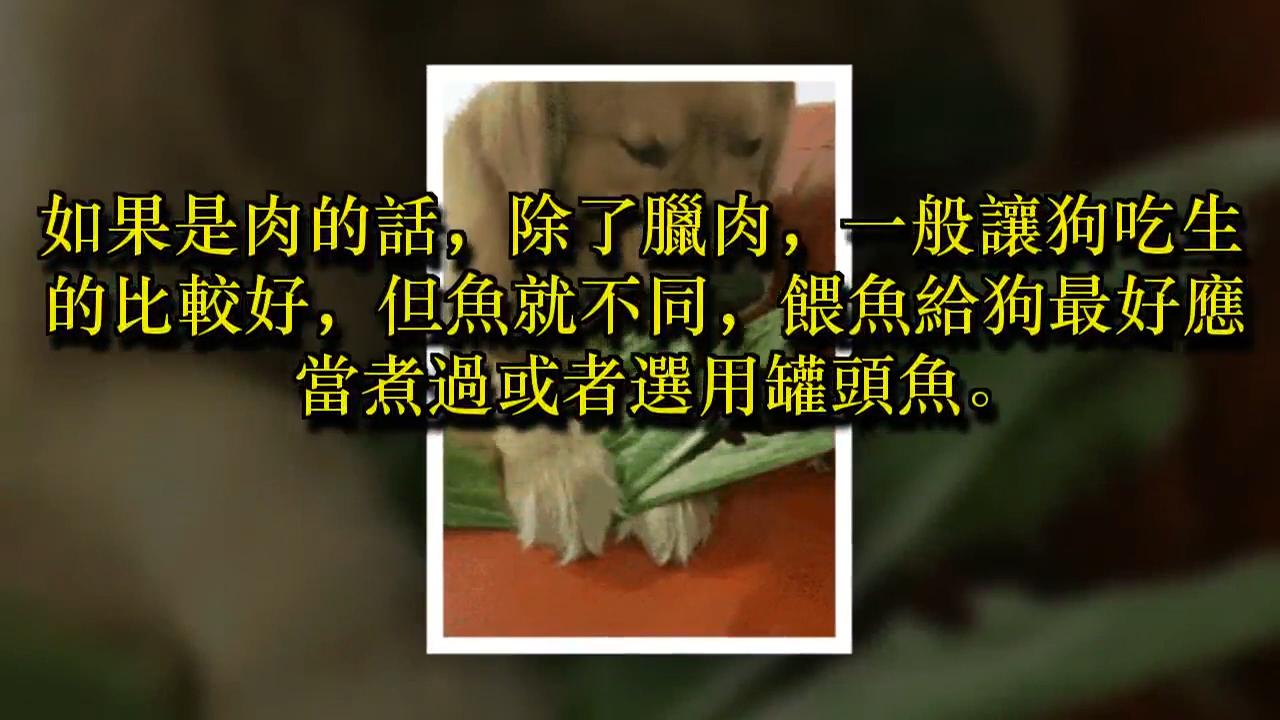 如果是肉的話，除了臘肉，一般讓狗吃生
的比較好，但魚就不同，餵魚給狗最好應
當煮過或者選用罐頭魚。